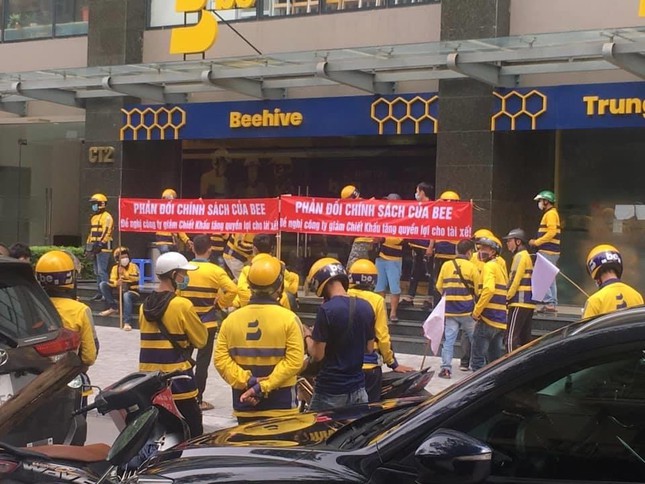 Beehive
Trung
CT2
PHẢN ĐỐI CHÍNH SÁCH CỦA BEE
Đề nghị công ty giảm Chiết Khấu tăng quyền lợi cho tài xế!
PHẢN ĐỐI CHÍNH SÁCH CỦA BEE
Đề nghị công ty giảm Chiết Khấu tăng quyền lợi cho tài xế!
be